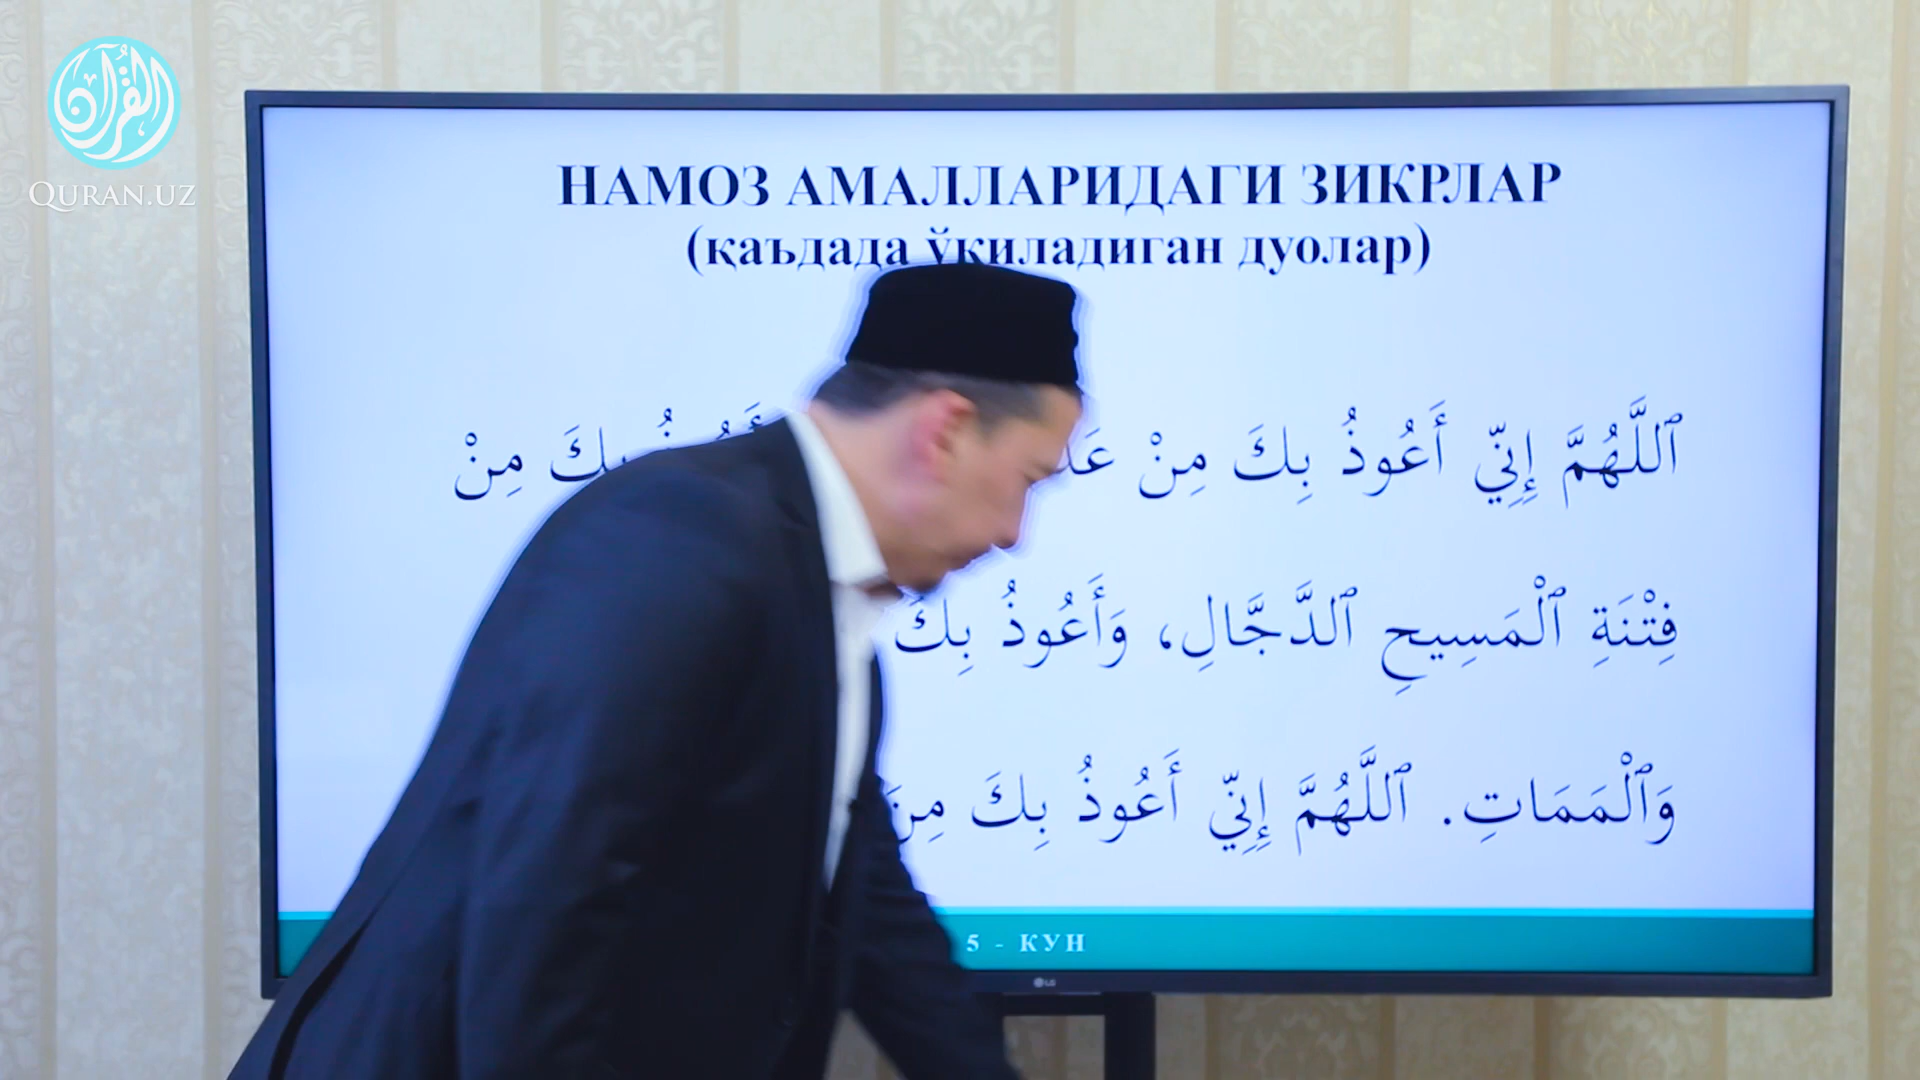 القرآن
QURAN.UZ
НАМОЗ АМАЛЛАРИДАГИ ЗИКРЛАР
(қаъдада ўқиладиган дуолар)
ٱللَّهُمَّ إِنِّي أَعُوذُ بِكَ مِنْ بِكَ مِنْ
فِتْنَةِ ٱلْمَسِيحِ ٱلدَّجَّالِ، وَأَعُوذُ بِكَ
وَٱلْمَمَاتِ. ٱللَّهُمَّ إِنِّي أَعُوذُ بِكَ مِنَ
5 - КУН
LG